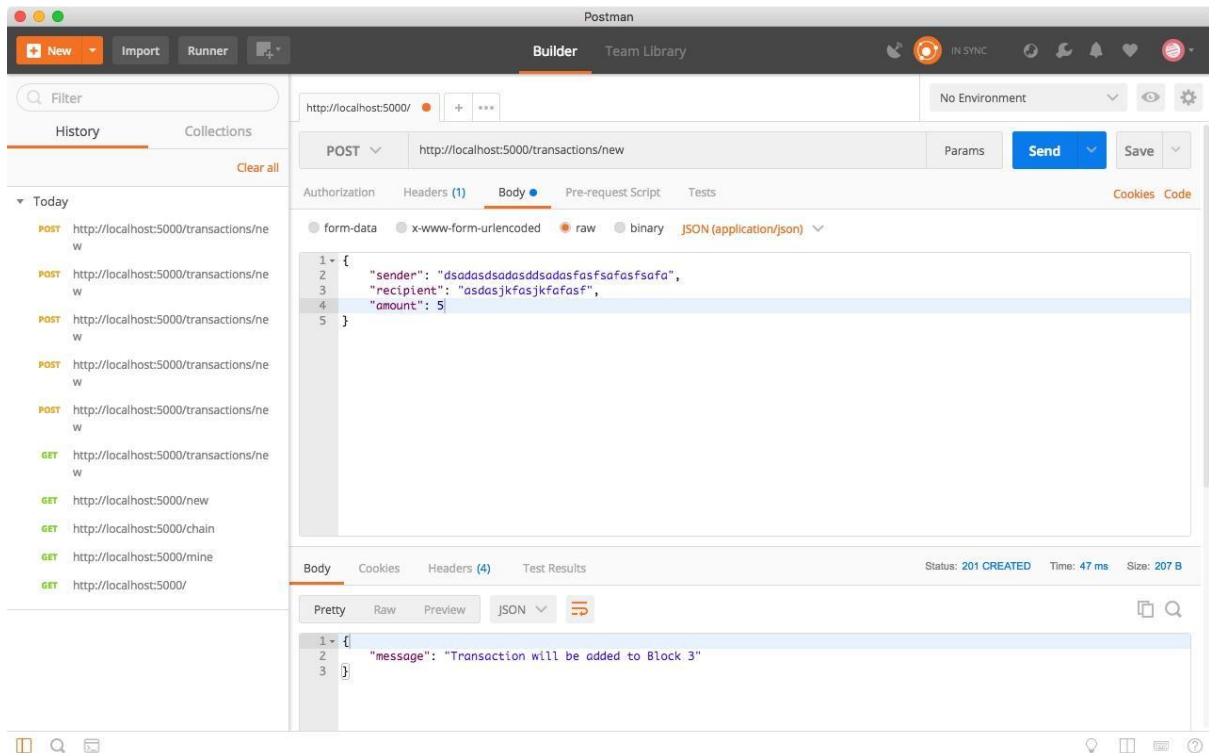 Postman
New
Import
Runner
Builder
Team Library
IN SYNC
Filter
History
Collections
Clear all
Today
POST http://localhost:5000/transactions/ne
w
POST http://localhost:5000/transactions/ne
w
POST http://localhost:5000/transactions/ne
w
POST http://localhost:5000/transactions/ne
w
POST http://localhost:5000/transactions/ne
w
GET http://localhost:5000/transactions/ne
w
GET http://localhost:5000/new
GET http://localhost:5000/chain
GET http://localhost:5000/mine
GET http://localhost:5000/
http://localhost:5000/
No Environment
POST http://localhost:5000/transactions/new Params Send Save
Authorization Headers (1) Body Pre-request Script Tests Cookies Code
form-data x-www-form-urlencoded raw binary JSON (application/json)
1 {
2 "sender": "dsadasdsadasddsadasfasfsafasfsafa",
3 "recipient": "asdasjkfasjkfafasf",
4 "amount": 5
5 }
Body Cookies Headers (4) Test Results Status: 201 CREATED Time: 47 ms Size: 207 B
Pretty Raw Preview JSON
1 {
2 "message": "Transaction will be added to Block 3"
3 }